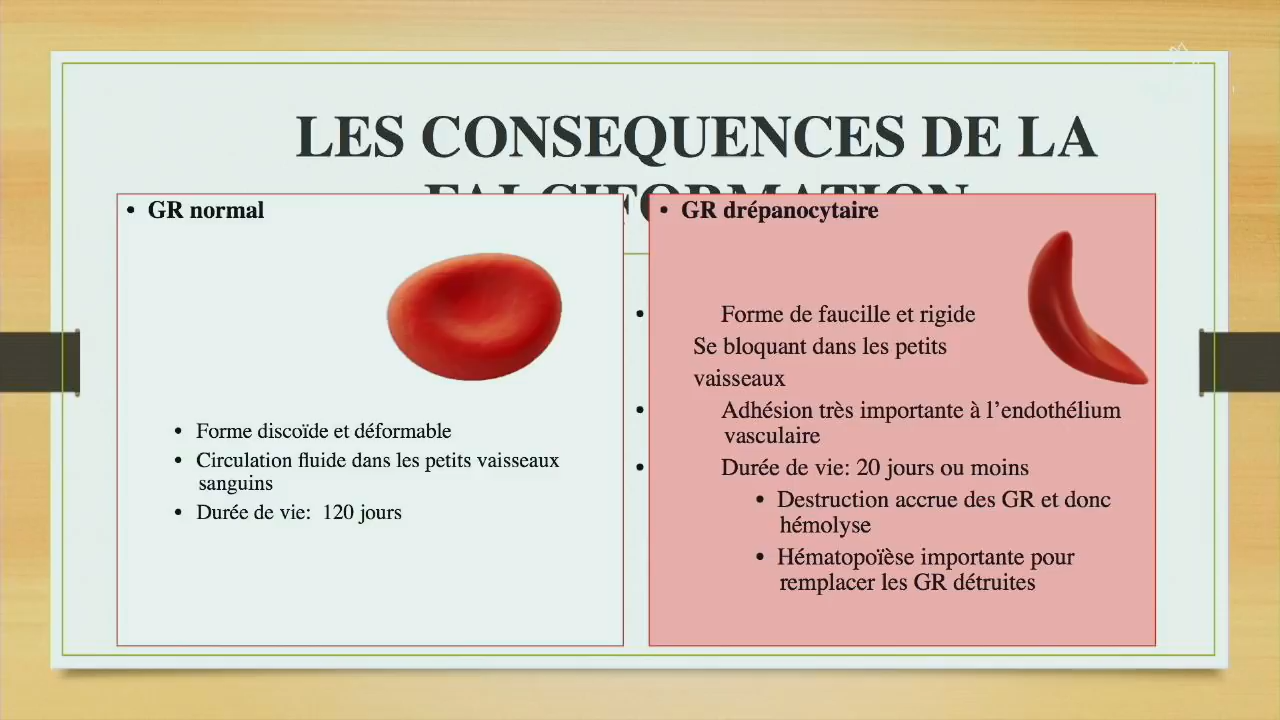 LES CONSEQUENCES DE LA
FALCIFORMATION
• GR normal
• Forme discoïde et déformable
• Circulation fluide dans les petits vaisseaux
sanguins
• Durée de vie: 120 jours
• GR drépanocytaire
• Forme de faucille et rigide
Se bloquant dans les petits
vaisseaux
• Adhésion très importante à l’endothélium
vasculaire
• Durée de vie: 20 jours ou moins
• Destruction accrue des GR et donc
hémolyse
• Hématopoïèse importante pour
remplacer les GR détruites